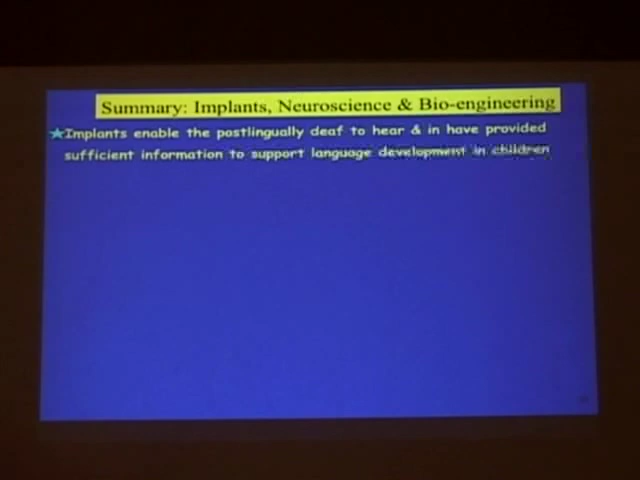 Summary: Implants, Neuroscience & Bio-engineering
Implants enable the postlingually deaf to hear & in have provided
sufficient information to support language development in children